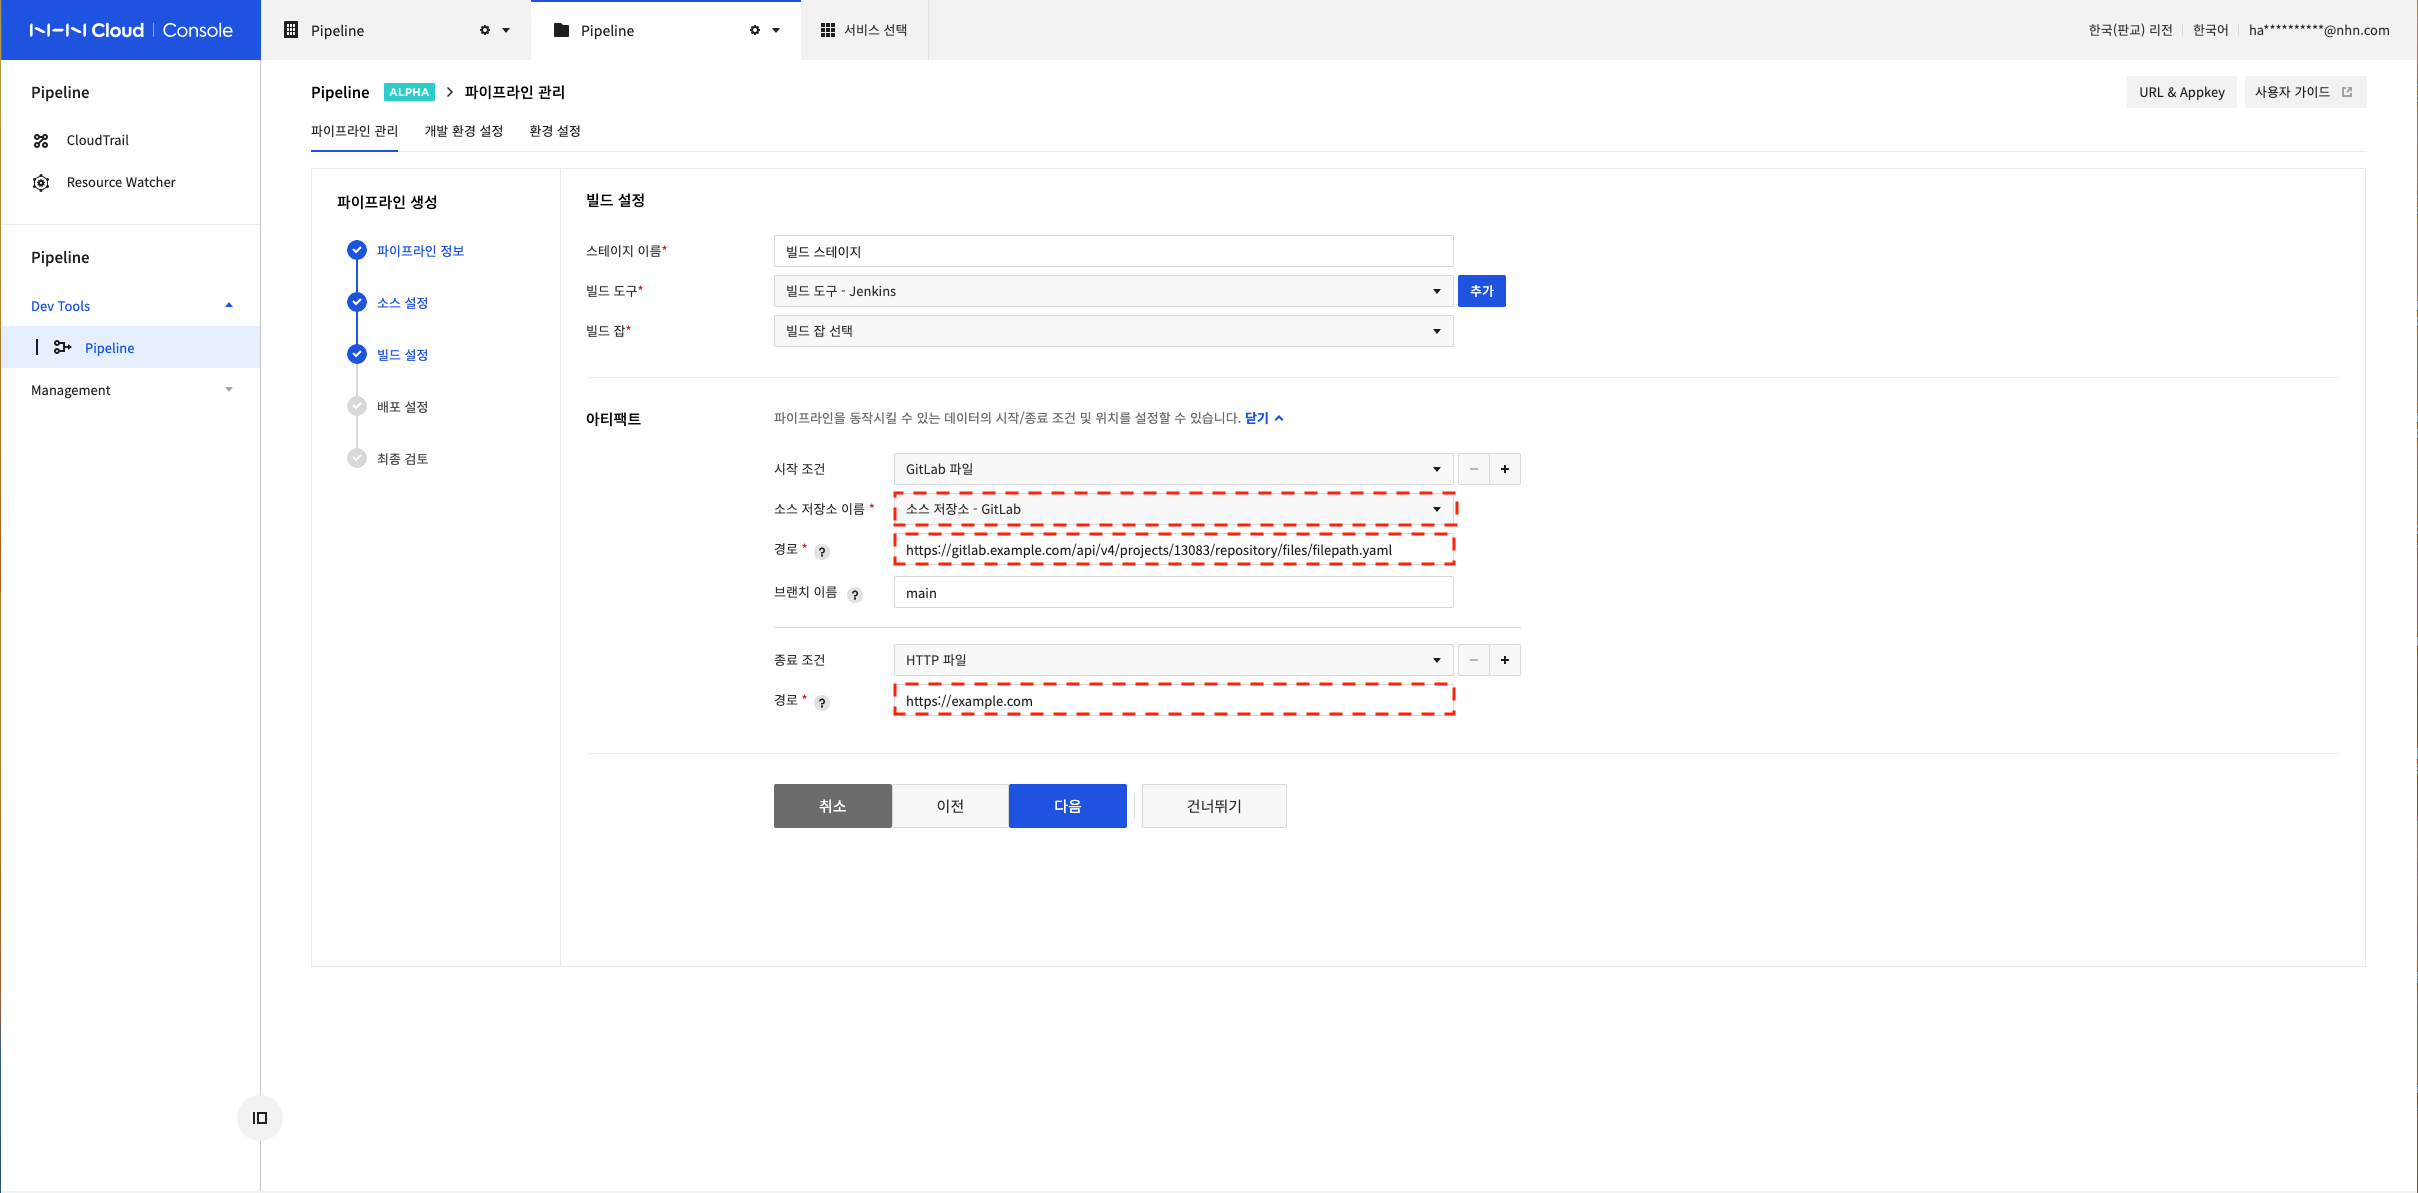 NHN Cloud | Console
Pipeline
Pipeline
서비스 선택
한국(판교) 리전
한국어
ha**********@nhn.com
Pipeline
CloudTrail
Resource Watcher
Pipeline
Dev Tools
Pipeline
Management
Pipeline ALPHA > 파이프라인 관리
URL & Appkey
사용자 가이드
파이프라인 관리
개발 환경 설정
환경 설정
파이프라인 생성
파이프라인 정보
소스 설정
빌드 설정
배포 설정
최종 검토
빌드 설정
스테이지 이름* 빌드 스테이지
빌드 도구* 빌드 도구 - Jenkins 추가
빌드 잡* 빌드 잡 선택
아티팩트 파이프라인을 동작시킬 수 있는 데이터의 시작/종료 조건 및 위치를 설정할 수 있습니다. 닫기
시작 조건 GitLab 파일 − +
소스 저장소 이름 * 소스 저장소 - GitLab
경로 * ? https://gitlab.example.com/api/v4/projects/13083/repository/files/filepath.yaml
브랜치 이름 ? main
종료 조건 HTTP 파일 − +
경로 * ? https://example.com
취소
이전
다음
건너뛰기